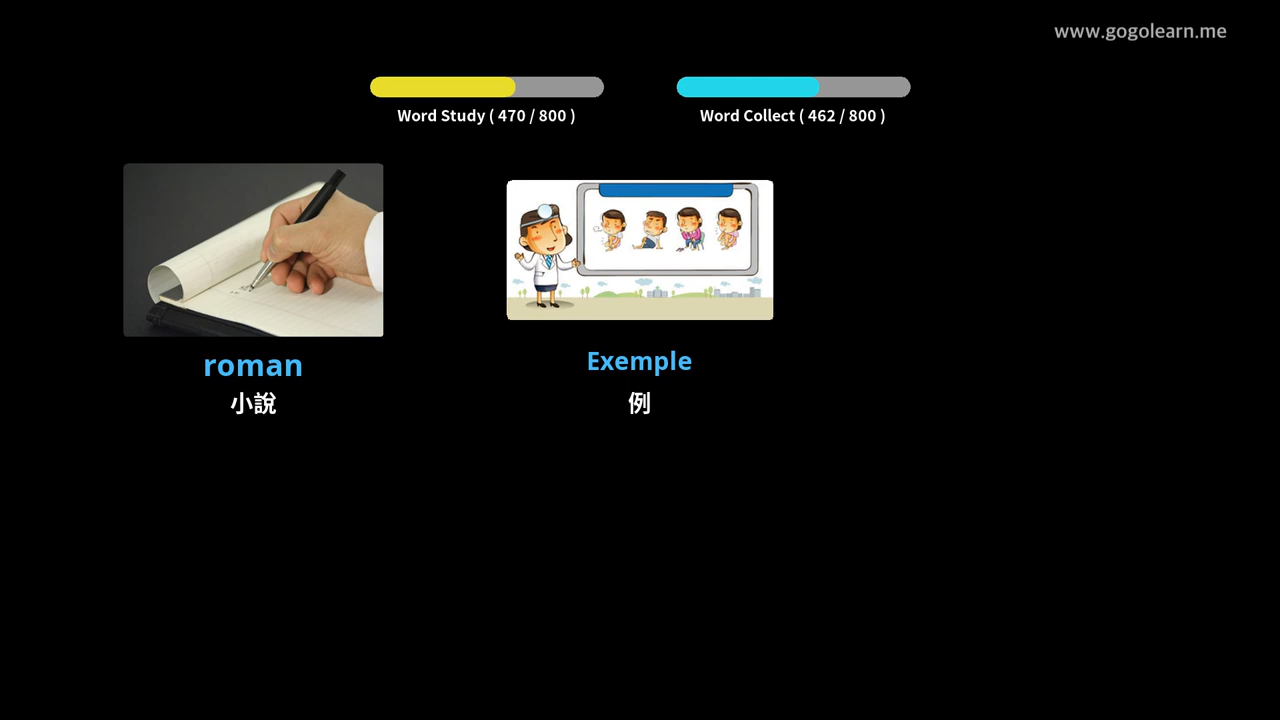 www.gogolearn.me
Word Study ( 470 / 800 )
Word Collect ( 462 / 800 )
roman
小說
Exemple
例